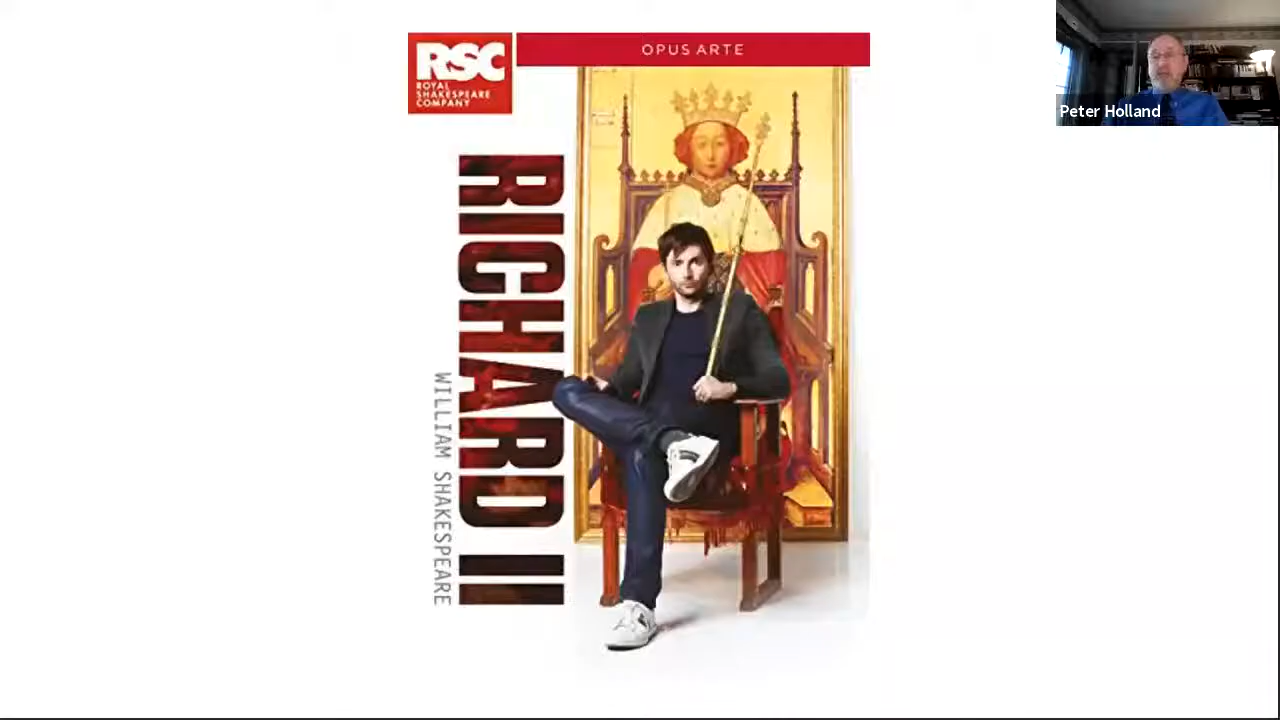 RSC
ROYAL
SHAKESPEARE
COMPANY
OPUS ARTE
RICHARD II
WILLIAM SHAKESPEARE
Peter Holland